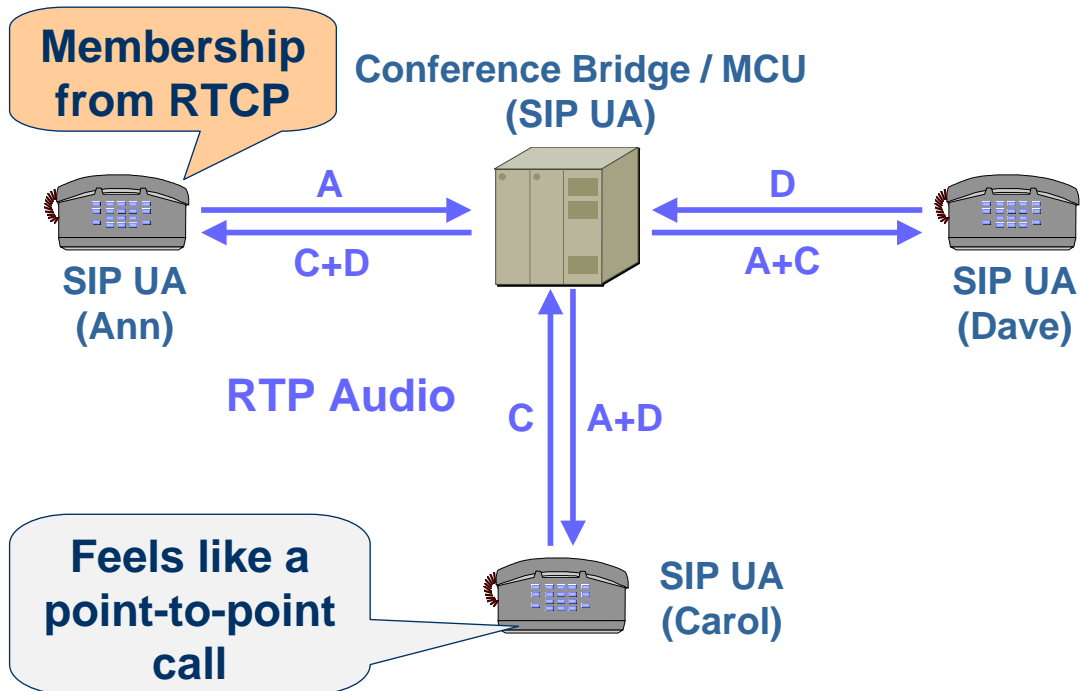 Membership
from RTCP
Conference Bridge / MCU
(SIP UA)
A
C+D
D
A+C
SIP UA
(Ann)
SIP UA
(Dave)
RTP Audio
C
A+D
Feels like a
point-to-point
call
SIP UA
(Carol)